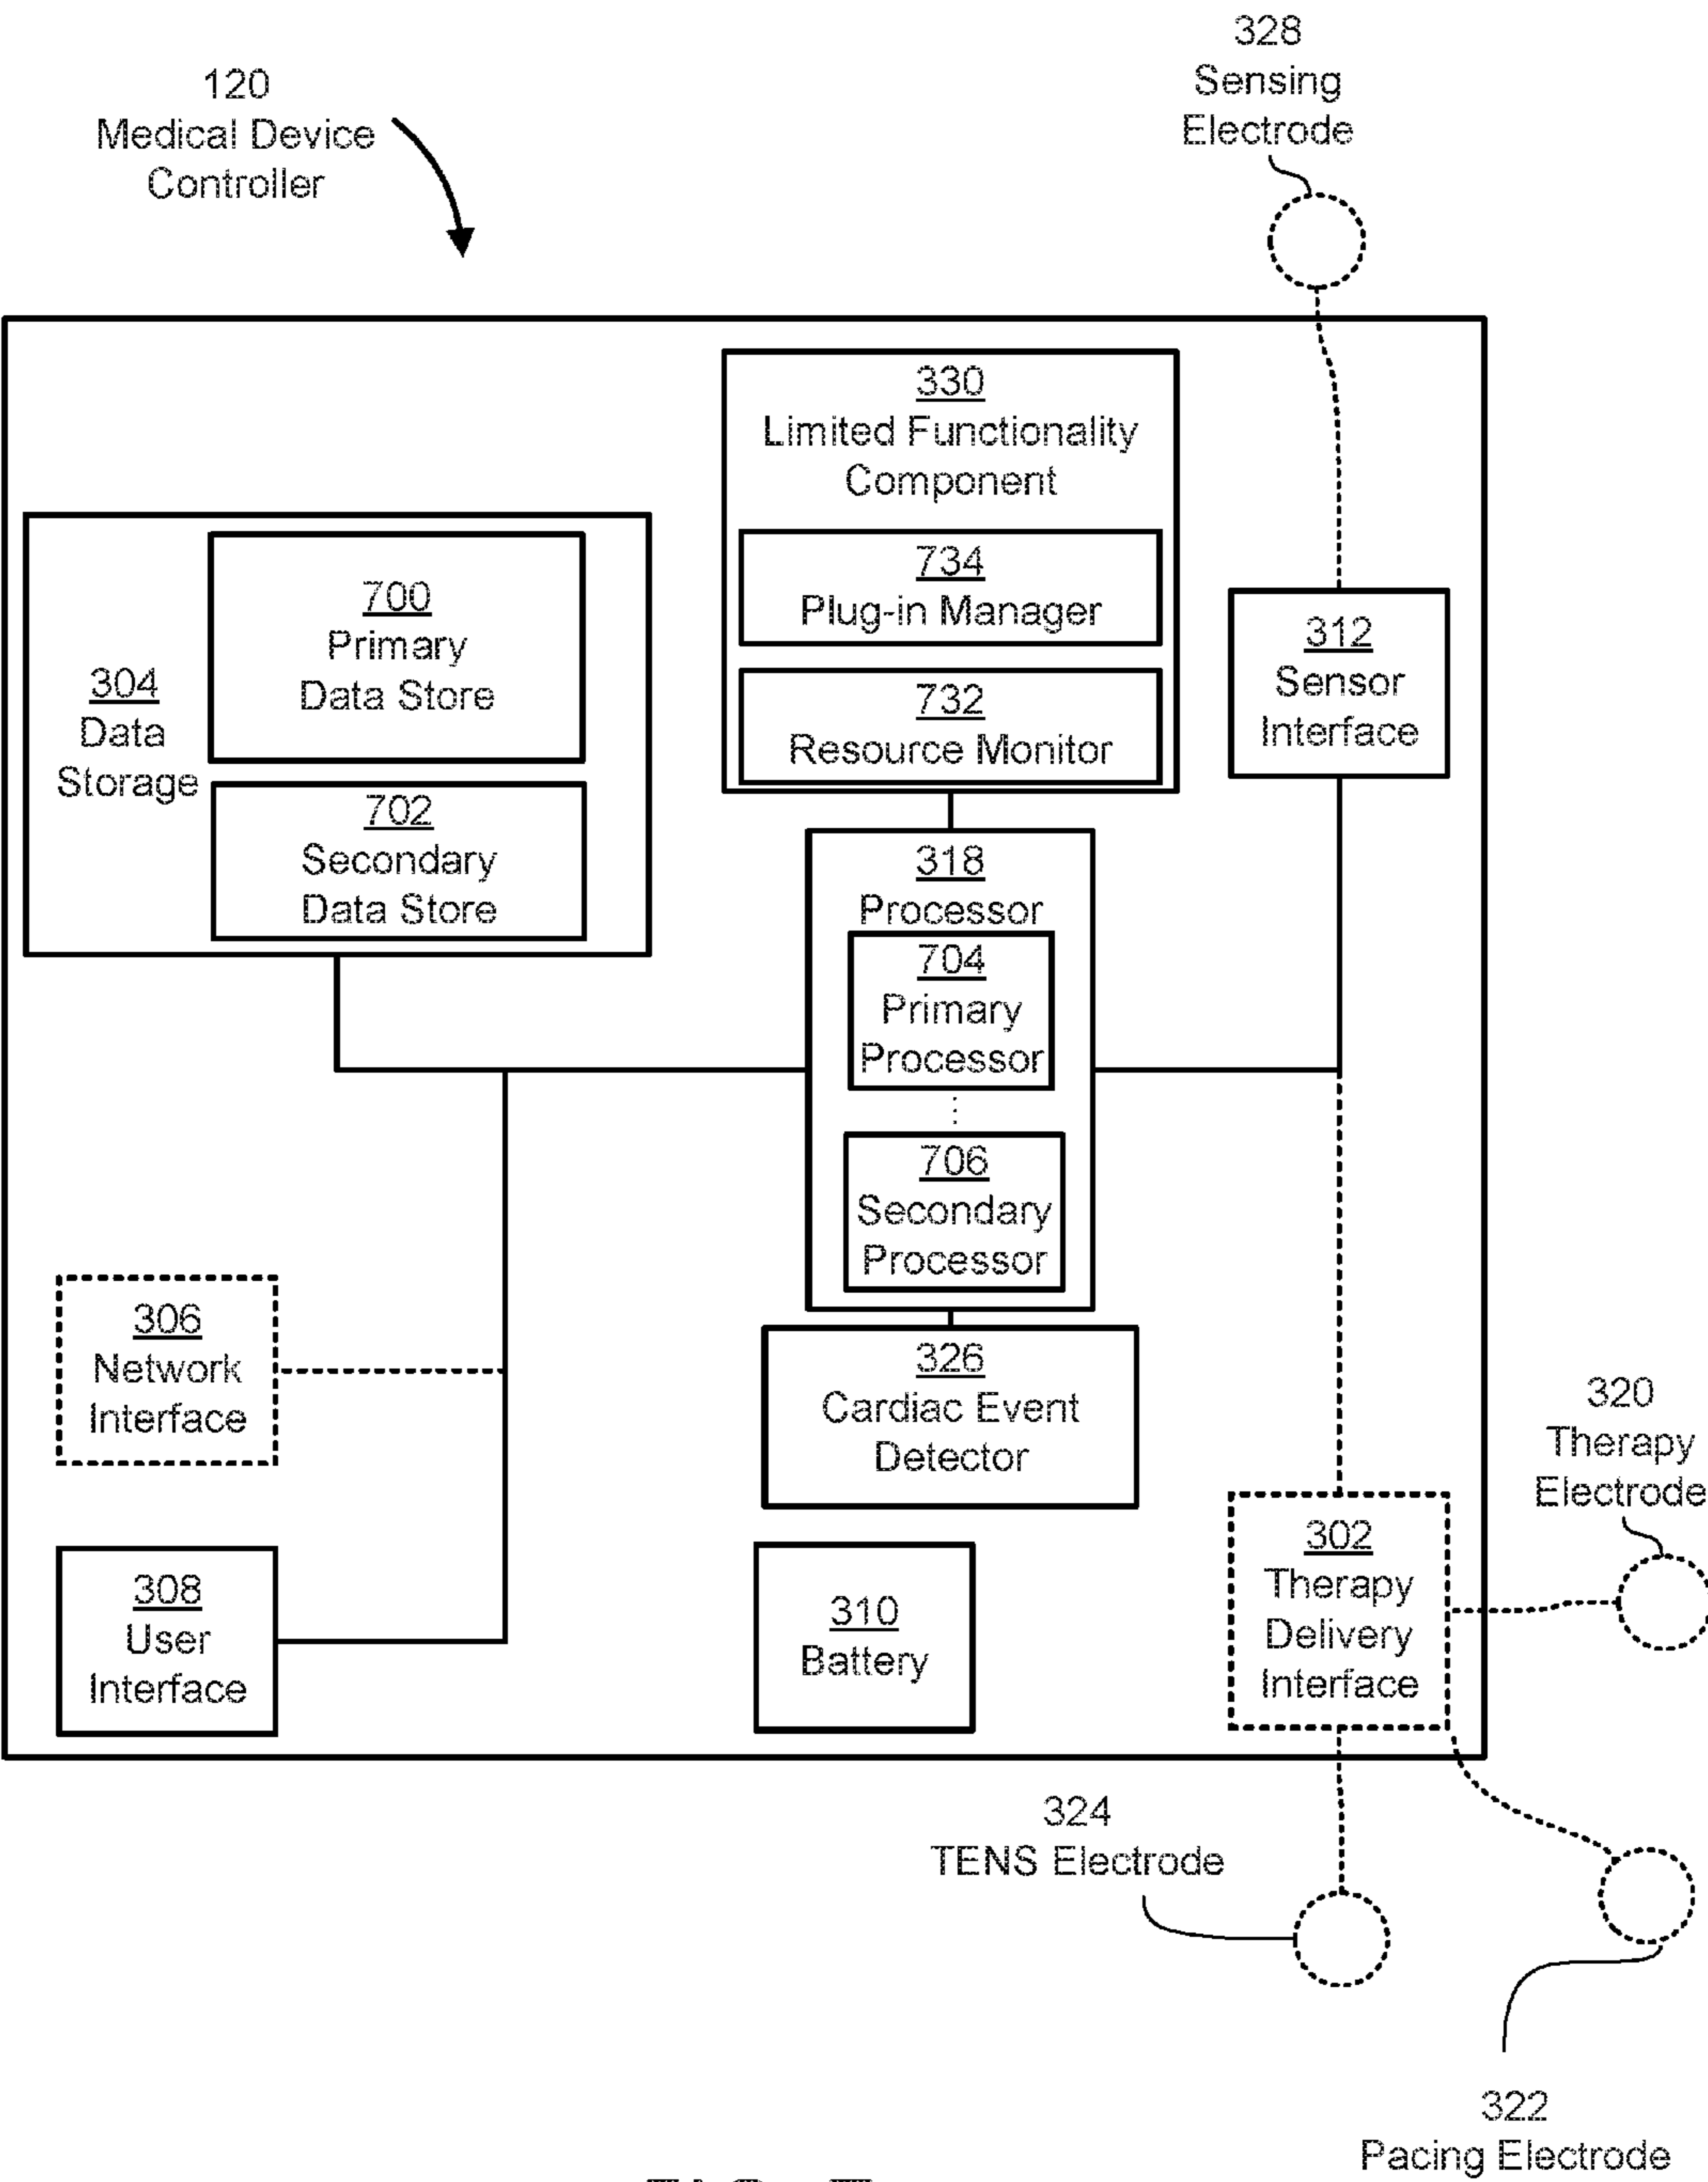 328
Sensing
Electrode
120
Medical Device
Controller
330
Limited Functionality
Component
734
Plug-in Manager
732
Resource Monitor
304
Data
Storage
700
Primary
Data Store
702
Secondary
Data Store
312
Sensor
Interface
318
Processor
704
Primary
Processor
706
Secondary
Processor
306
Network
Interface
326
Cardiac Event
Detector
320
Therapy
Electrode
308
User
Interface
310
Battery
302
Therapy
Delivery
Interface
324
TENS Electrode
322
Pacing Electrode